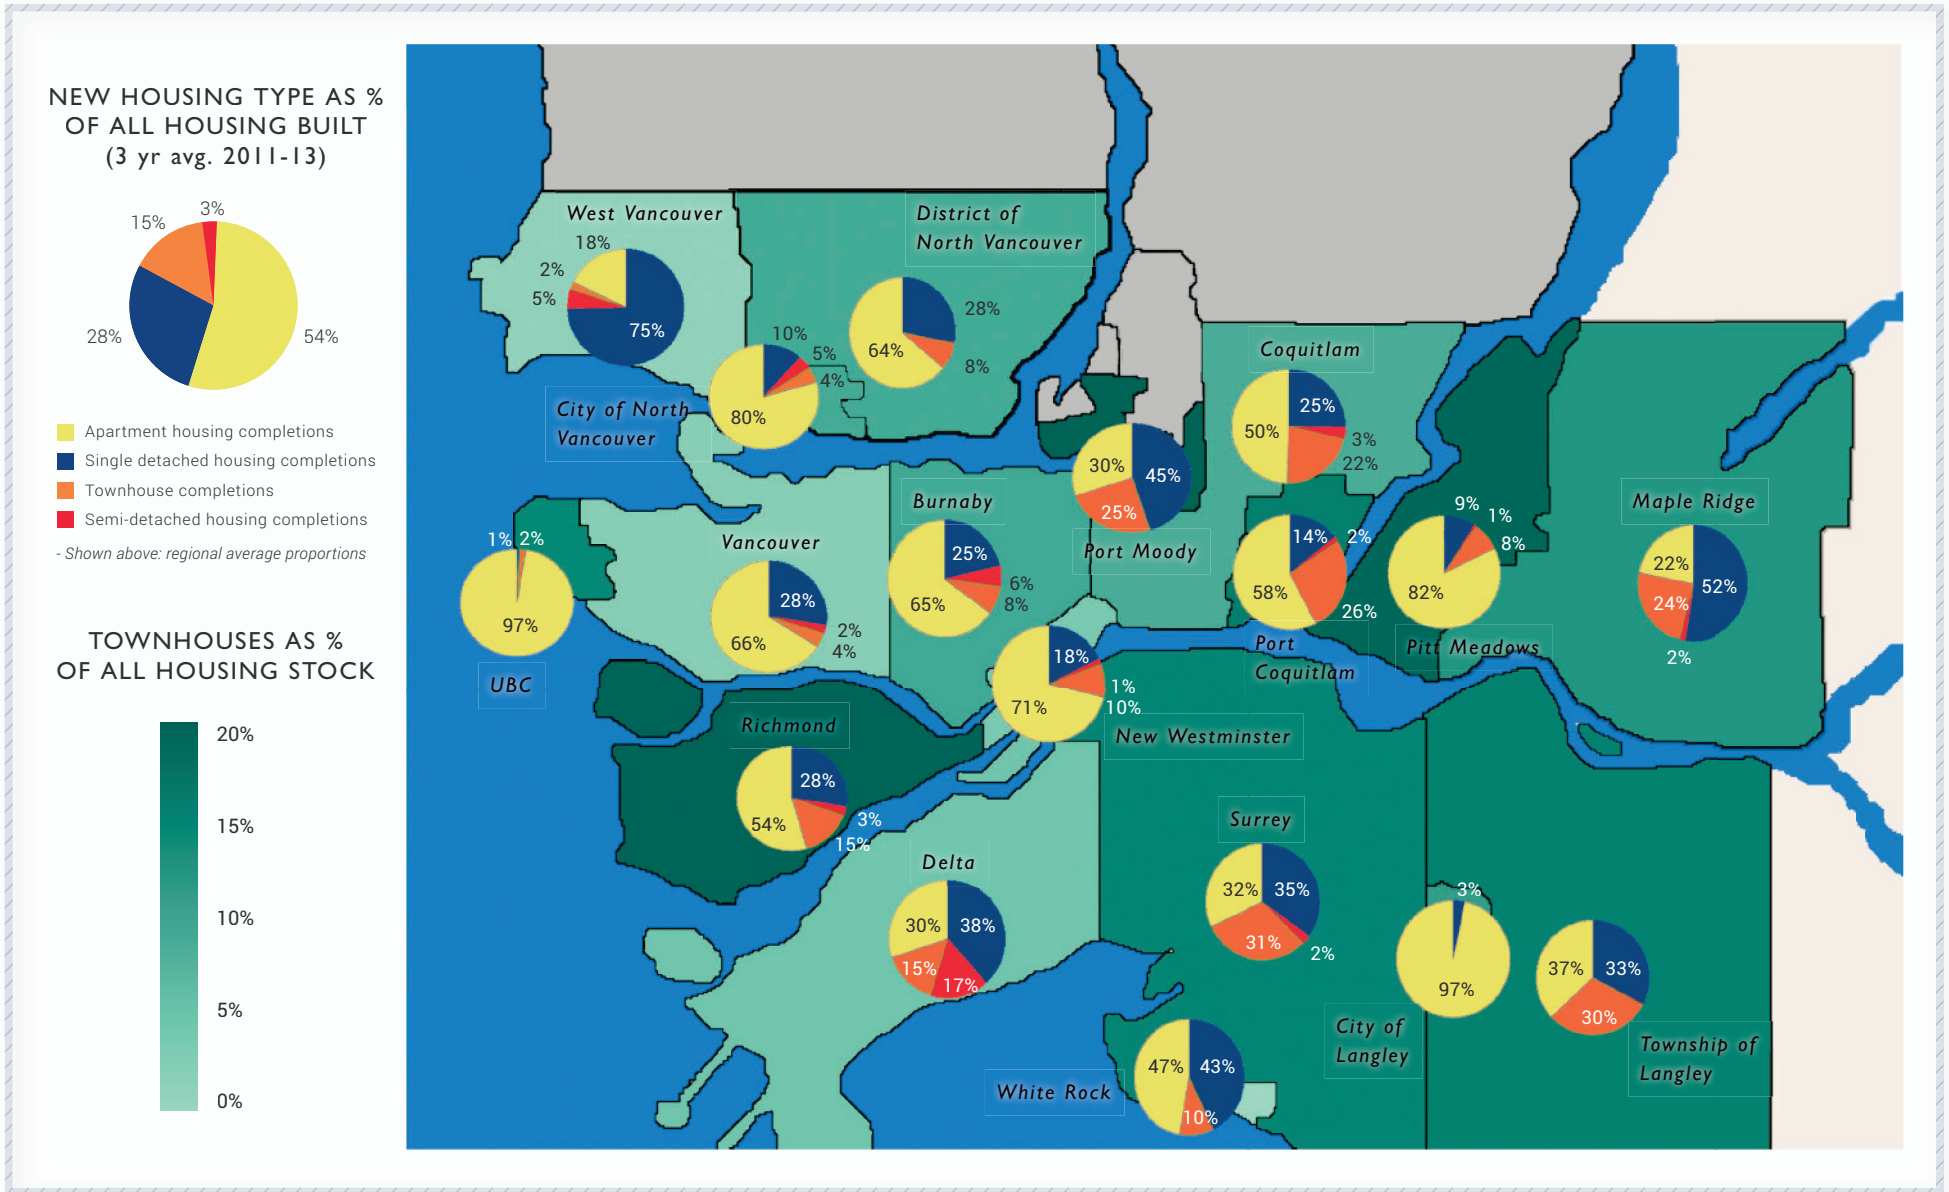 NEW HOUSING TYPE AS %
OF ALL HOUSING BUILT
(3 yr avg. 2011-13)
3%
15%
28%
54%
Apartment housing completions
Single detached housing completions
Townhouse completions
Semi-detached housing completions
- Shown above: regional average proportions
TOWNHOUSES AS %
OF ALL HOUSING STOCK
20%
15%
10%
5%
0%
West Vancouver
18%
2%
5%
75%
District of
North Vancouver
28%
64%
8%
City of North
Vancouver
10%
5%
4%
80%
Coquitlam
25%
50%
3%
22%
Port Moody
30%
45%
25%
Burnaby
25%
6%
8%
65%
Vancouver
28%
2%
4%
66%
UBC
1%
2%
97%
Port
Coquitlam
14%
2%
58%
26%
Pitt Meadows
9%
1%
8%
82%
Maple Ridge
22%
52%
24%
2%
New Westminster
18%
1%
10%
71%
Richmond
28%
3%
15%
54%
Delta
30%
38%
15%
17%
Surrey
32%
35%
31%
2%
City of
Langley
3%
97%
Township of
Langley
37%
33%
30%
White Rock
47%
43%
10%